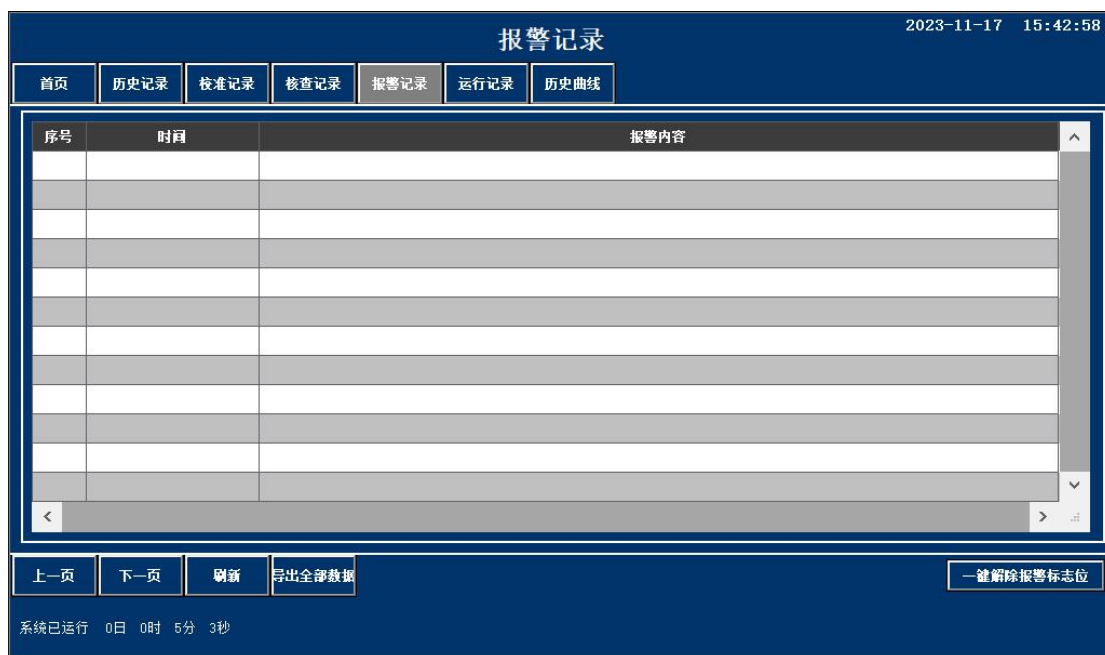 2023-11-17 15:42:58
报警记录
首页 历史记录 校准记录 核查记录 报警记录 运行记录 历史曲线
序号 时间 报警内容
上一页 下一页 刷新 导出全部数据 一键解除报警标志位
系统已运行 0日 0时 5分 3秒